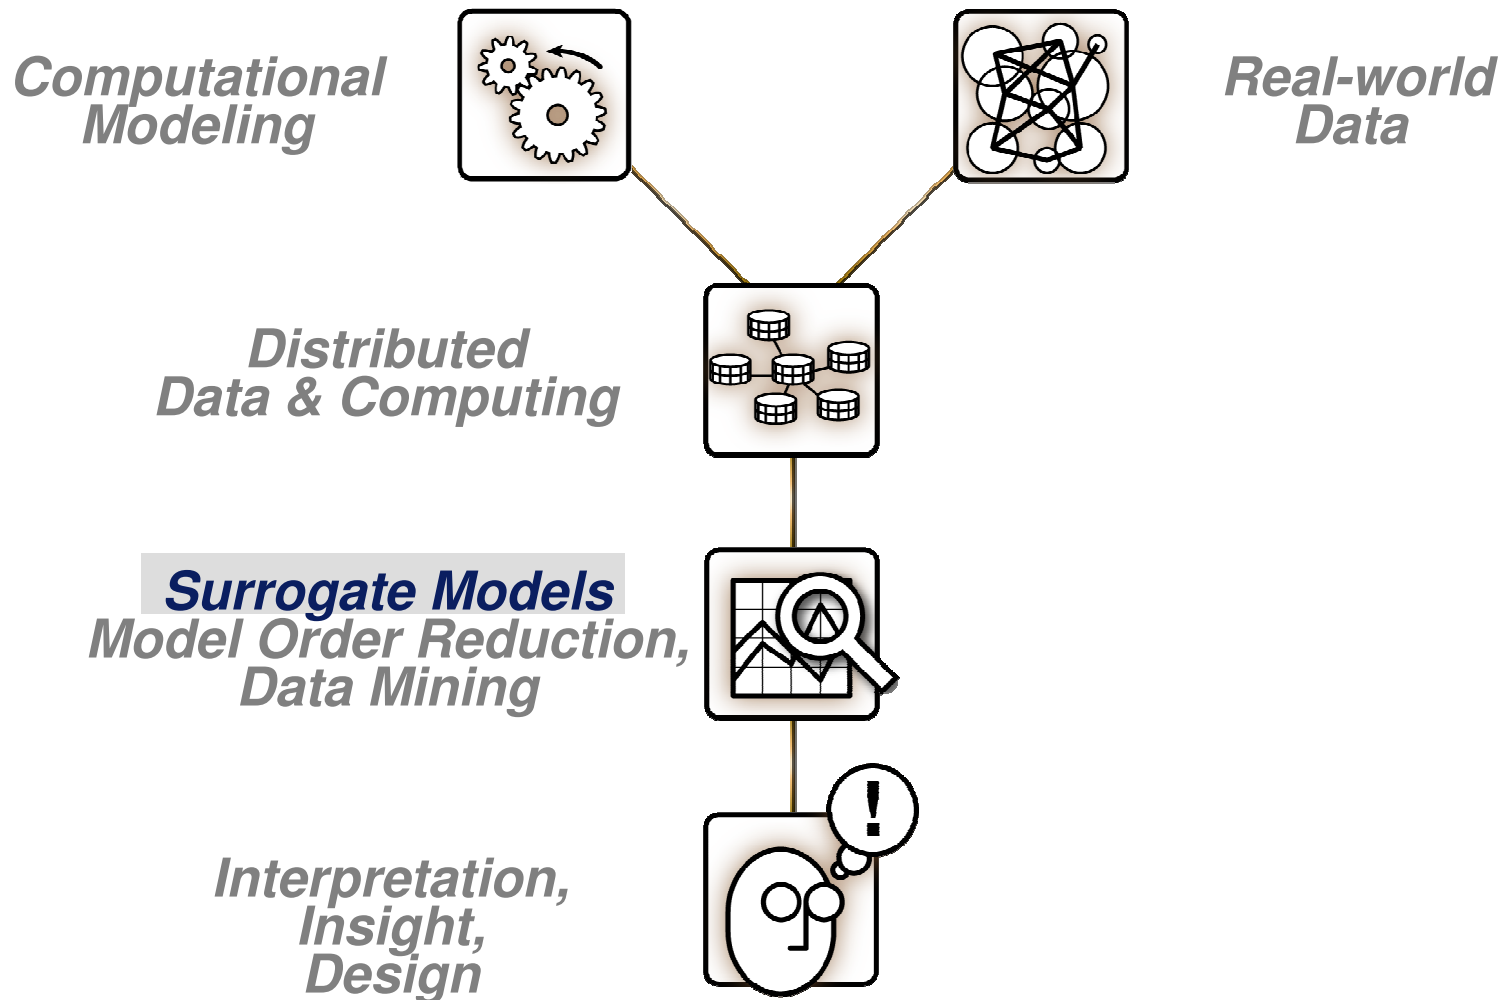 Computational
Modeling
Real-world
Data
Distributed
Data & Computing
Surrogate Models
Model Order Reduction,
Data Mining
!
Interpretation,
Insight,
Design